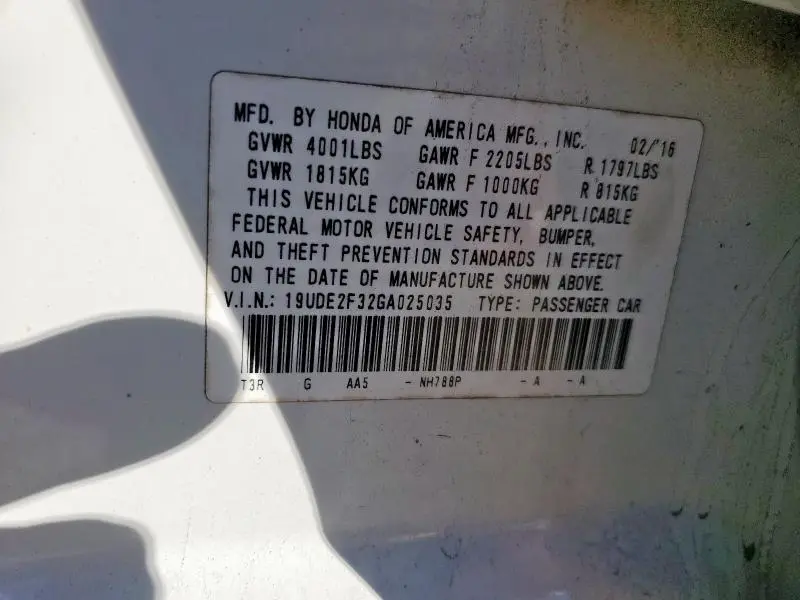 MFD. BY HONDA OF AMERICA MFG., INC. 02/'16
GVWR 4001LBS GAWR F 2205LBS R 1797LBS
GVWR 1815KG GAWR F 1000KG R 815KG
THIS VEHICLE CONFORMS TO ALL APPLICABLE
FEDERAL MOTOR VEHICLE SAFETY, BUMPER,
AND THEFT PREVENTION STANDARDS IN EFFECT
ON THE DATE OF MANUFACTURE SHOWN ABOVE.
V.I.N.: 19UDE2F32GA025035 TYPE: PASSENGER CAR
T3R G AA5 - NH788P - A - A